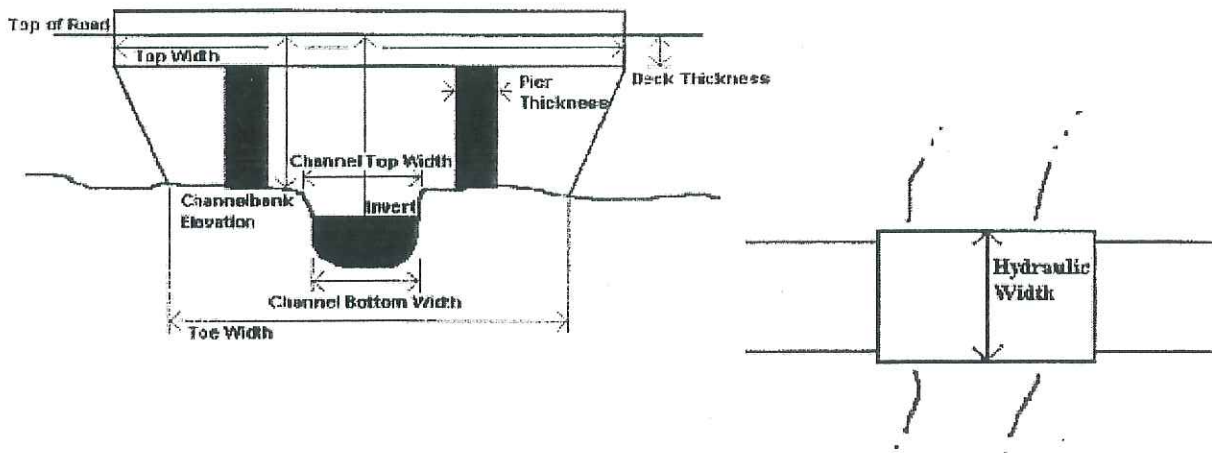 Top of Road
Top Width
Deck Thickness
Pier
Thickness
Channel Top Width
Channelbank
Elevation
Invert
Channel Bottom Width
Toe Width
Hydraulic
Width